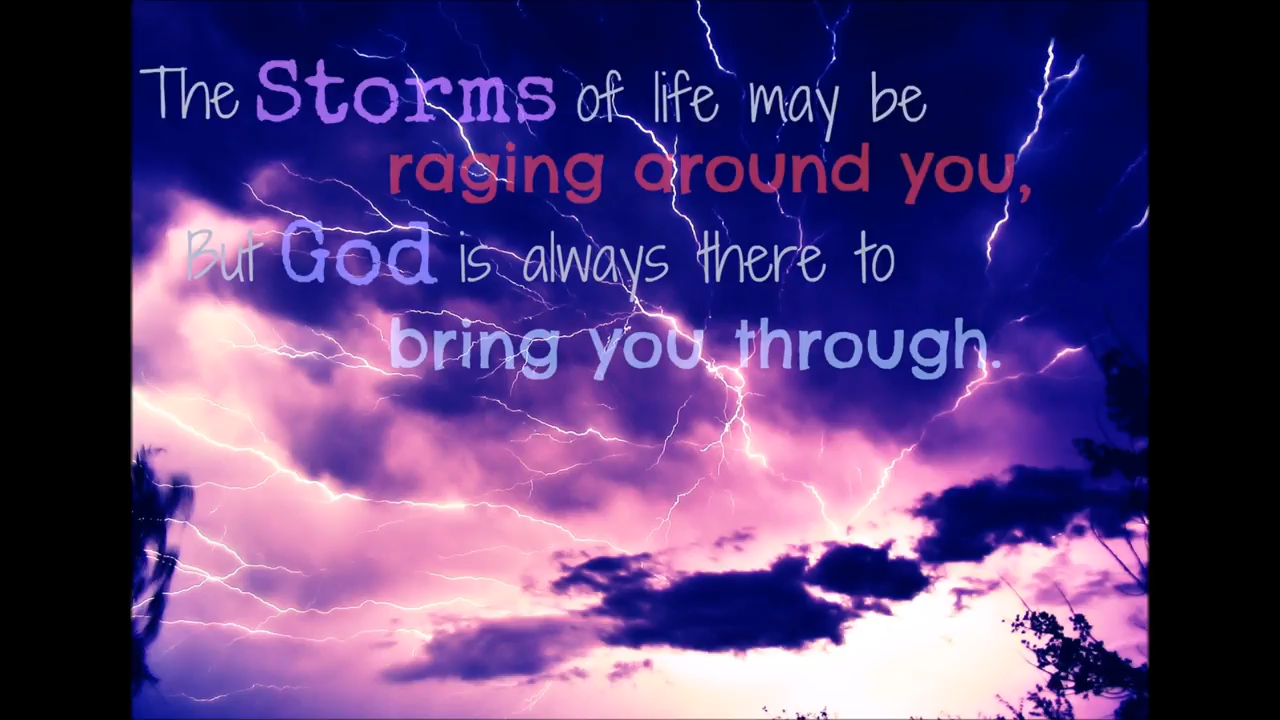 The Storms of life may be
raging around you,
But God is always there to
bring you through.